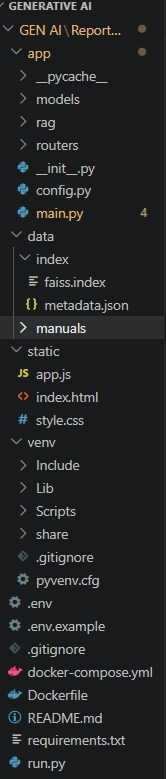 GENERATIVE AI
GEN AI\Report...
app
__pycache__
models
rag
routers
__init__.py
config.py
main.py 4
data
index
faiss.index
{} metadata.json
manuals
static
JS app.js
<> index.html
# style.css
venv
Include
Lib
Scripts
share
.gitignore
pyvenv.cfg
.env
.env.example
.gitignore
docker-compose.yml
Dockerfile
README.md
requirements.txt
run.py